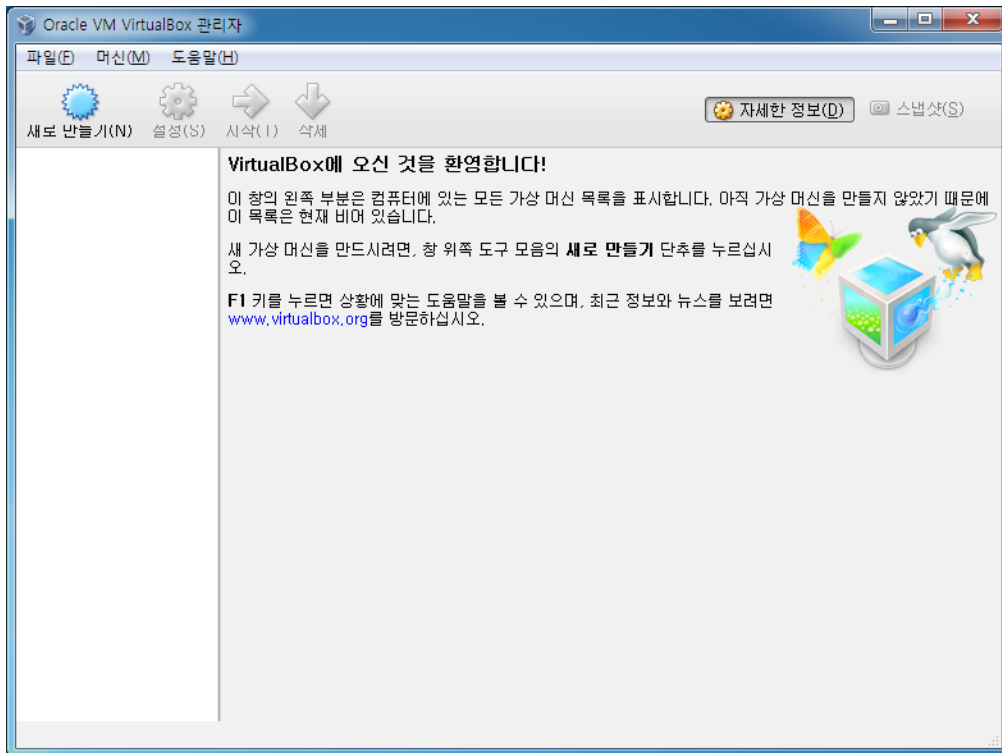 Oracle VM VirtualBox 관리자
파일(F) 머신(M) 도움말(H)
새로 만들기(N) 설정(S) 시작(T) 삭제 자세한 정보(D) 스냅샷(S)
VirtualBox에 오신 것을 환영합니다!
이 창의 왼쪽 부분은 컴퓨터에 있는 모든 가상 머신 목록을 표시합니다. 아직 가상 머신을 만들지 않았기 때문에
이 목록은 현재 비어 있습니다.
새 가상 머신을 만드시려면, 창 위쪽 도구 모음의 새로 만들기 단추를 누르십시
오.
F1 키를 누르면 상황에 맞는 도움말을 볼 수 있으며, 최근 정보와 뉴스를 보려면
www.virtualbox.org를 방문하십시오.